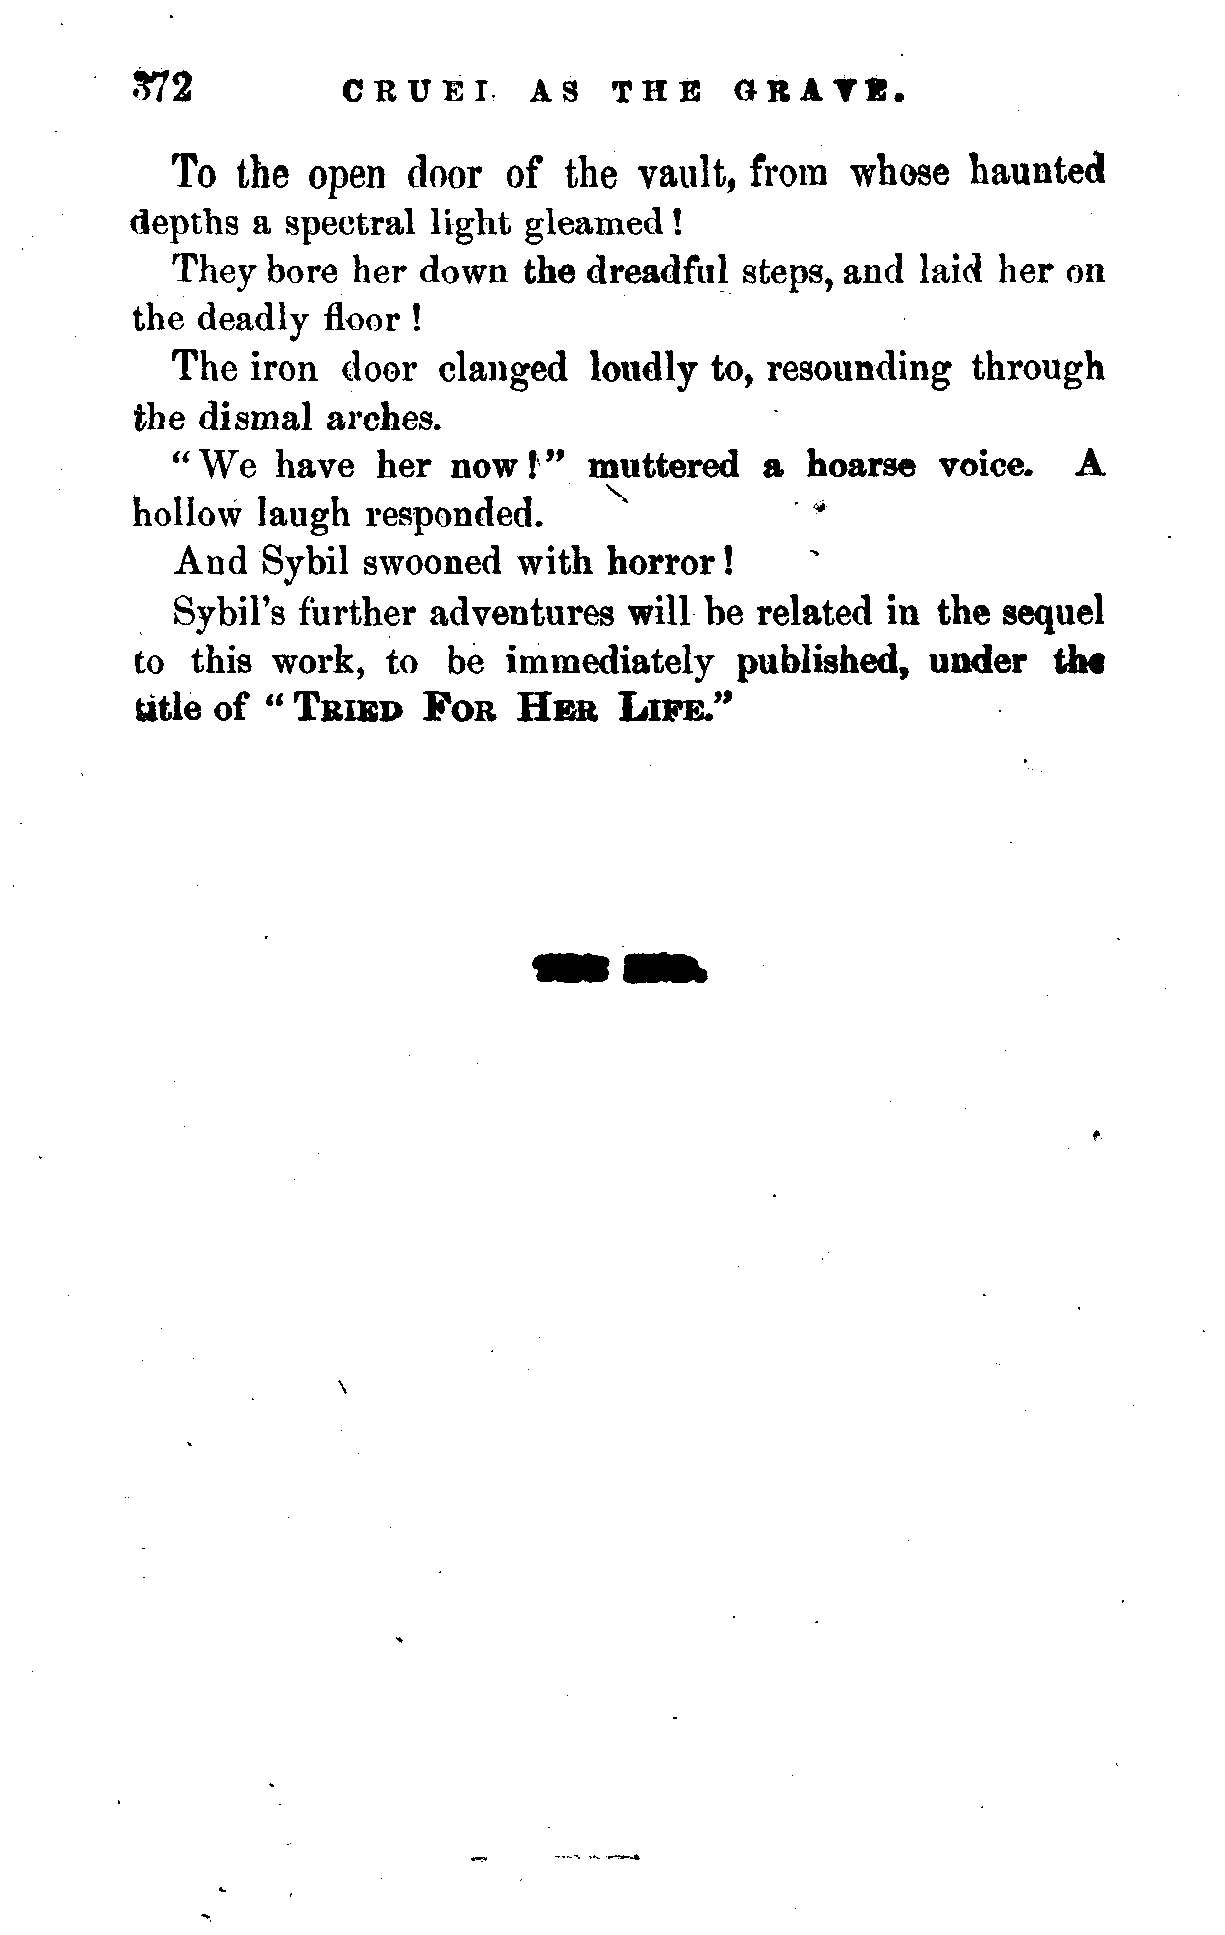 372 CRUEL AS THE GRAVE.
To the open door of the vault, from whose haunted
depths a spectral light gleamed!
They bore her down the dreadful steps, and laid her on
the deadly floor!
The iron door clanged loudly to, resounding through
the dismal arches.
"We have her now!" muttered a hoarse voice. A
hollow laugh responded.
And Sybil swooned with horror!
Sybil's further adventures will be related in the sequel
to this work, to be immediately published, under the
title of "TRIED FOR HER LIFE."